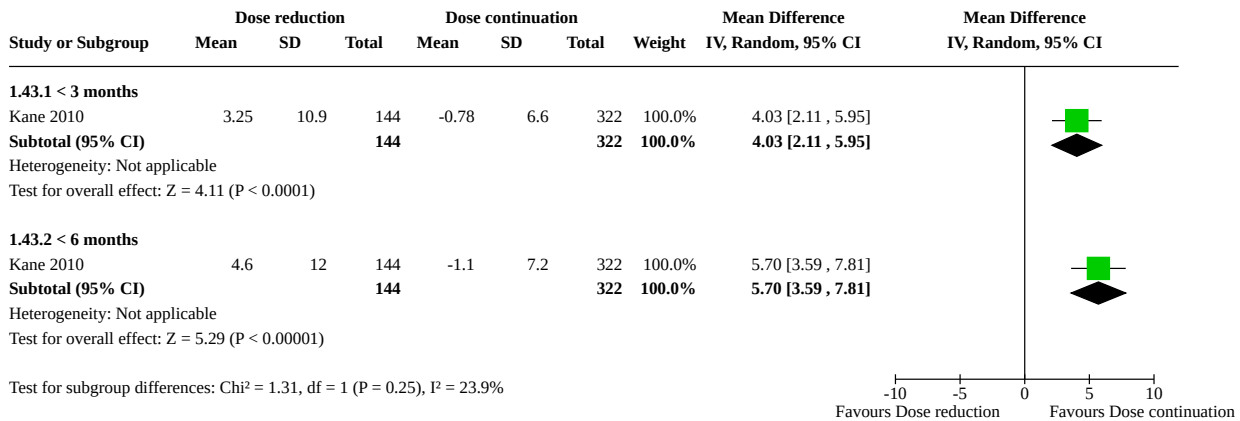 Dose reduction Dose continuation Mean Difference Mean Difference
Study or Subgroup Mean SD Total Mean SD Total Weight IV, Random, 95% CI IV, Random, 95% CI
1.43.1 < 3 months
Kane 2010 3.25 10.9 144 -0.78 6.6 322 100.0% 4.03 [2.11 , 5.95]
Subtotal (95% CI) 144 322 100.0% 4.03 [2.11 , 5.95]
Heterogeneity: Not applicable
Test for overall effect: Z = 4.11 (P < 0.0001)
1.43.2 < 6 months
Kane 2010 4.6 12 144 -1.1 7.2 322 100.0% 5.70 [3.59 , 7.81]
Subtotal (95% CI) 144 322 100.0% 5.70 [3.59 , 7.81]
Heterogeneity: Not applicable
Test for overall effect: Z = 5.29 (P < 0.00001)
Test for subgroup differences: Chi² = 1.31, df = 1 (P = 0.25), I² = 23.9%
-10 -5 0 5 10
Favours Dose reduction Favours Dose continuation